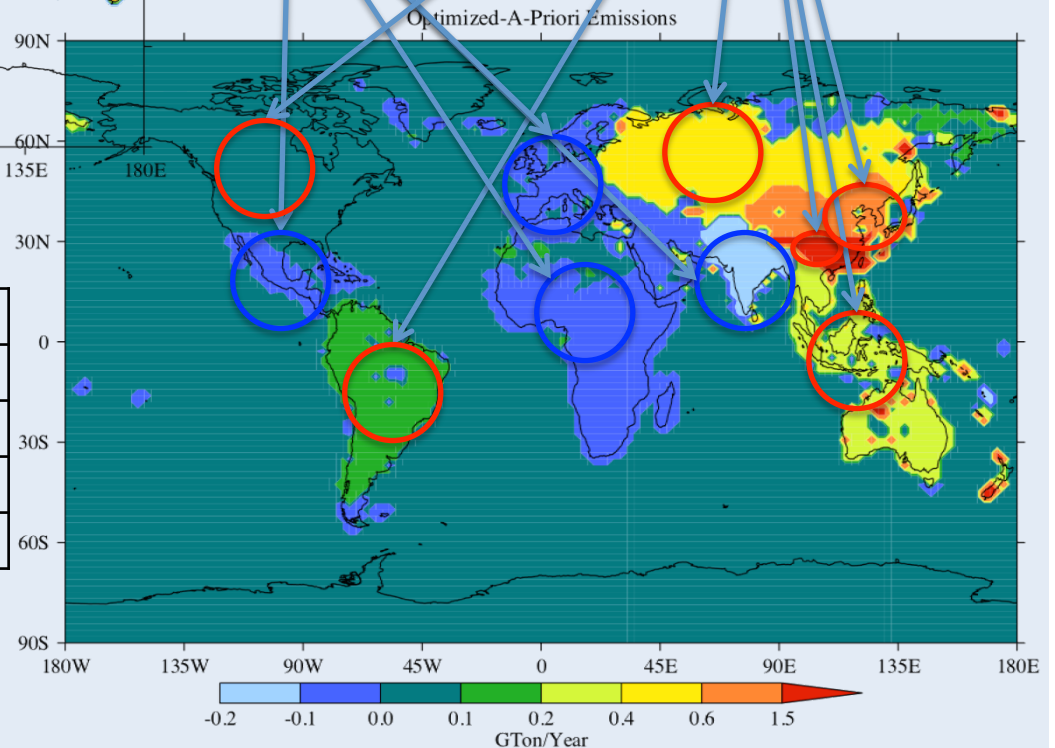 Optimized-A-Priori Emissions
90N
60N
135E
180E
30N
0
30S
60S
90S
180W 135W 90W 45W 0 45E 90E 135E 180E
-0.2 -0.1 0.0 0.1 0.2 0.4 0.6 1.5
GTon/Year